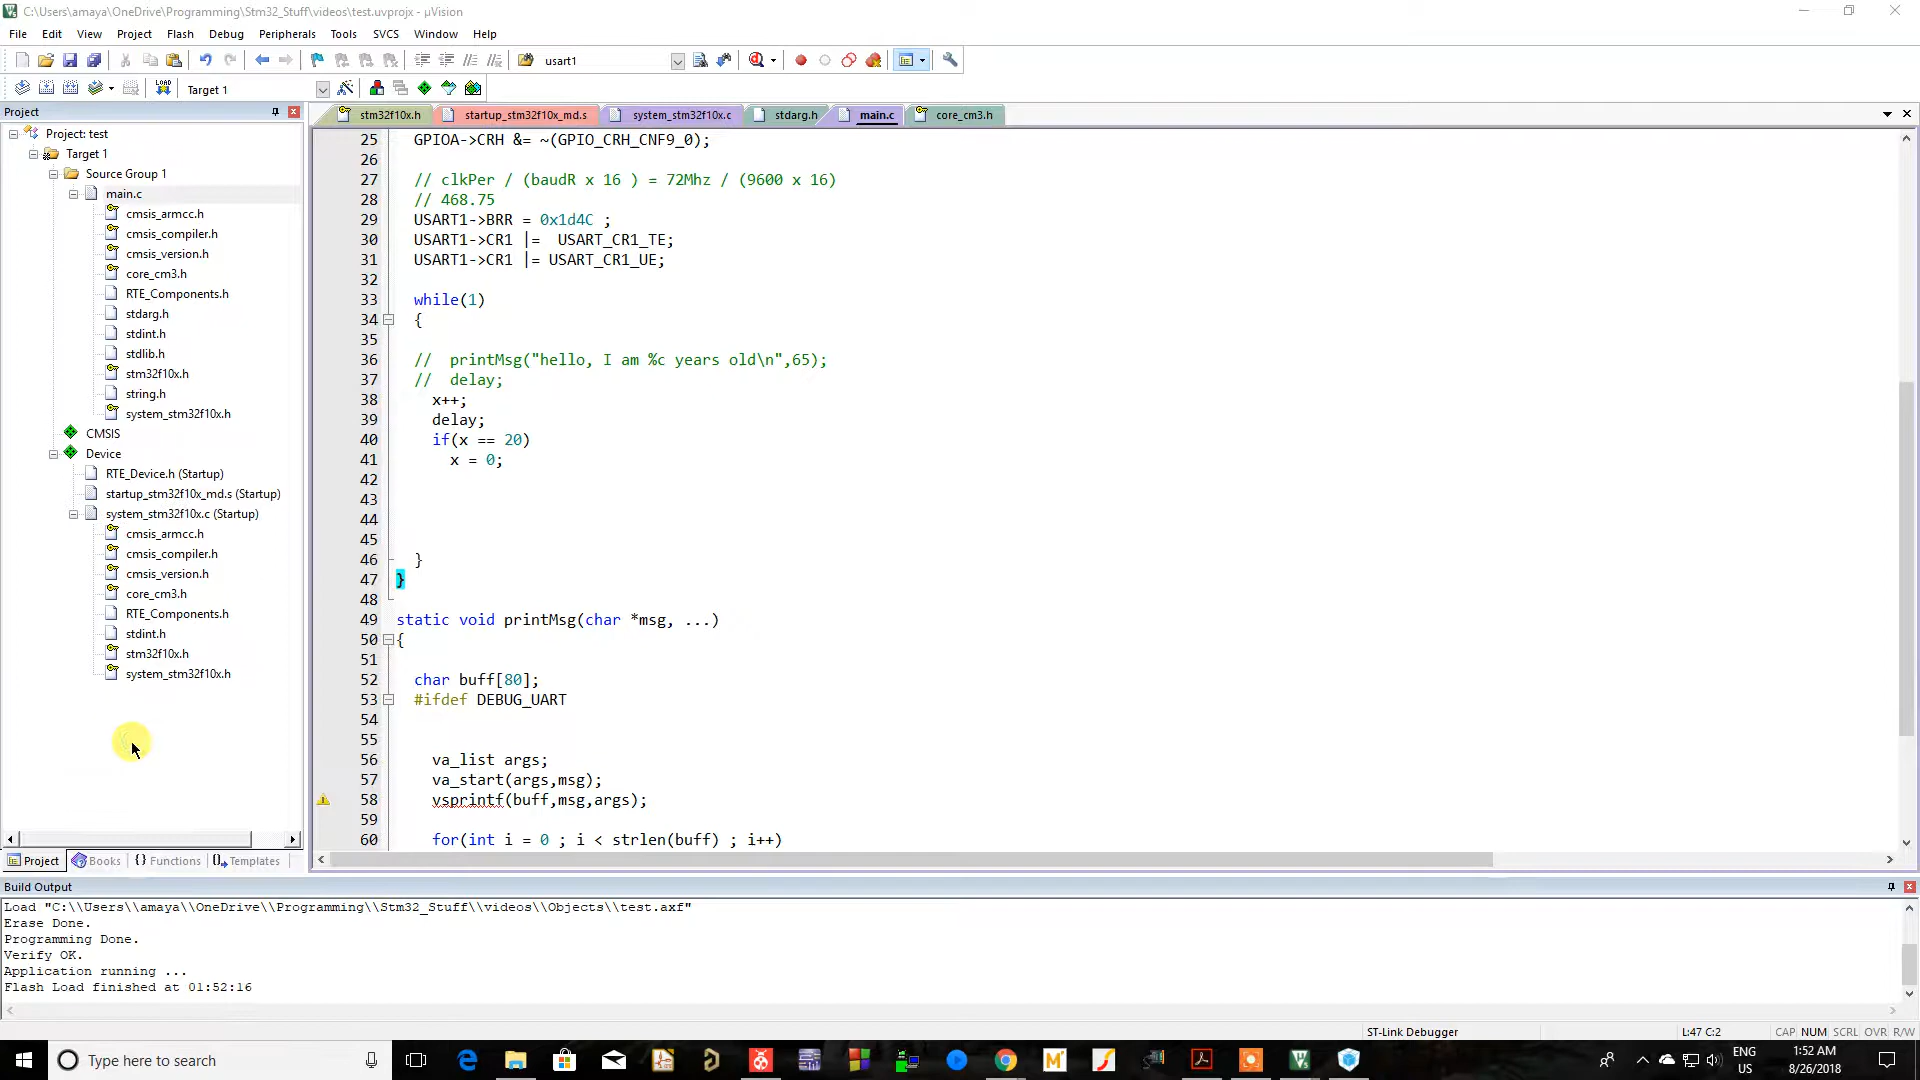 C:\Users\amaya\OneDrive\Programming\Stm32_Stuff\videos\test.uvprojx - µVision
File Edit View Project Flash Debug Peripherals Tools SVCS Window Help
usart1
LOAD
Target 1
Project
stm32f10x.h startup_stm32f10x_md.s system_stm32f10x.c stdarg.h main.c core_cm3.h
Project: test
Target 1
Source Group 1
main.c
cmsis_armcc.h
cmsis_compiler.h
cmsis_version.h
core_cm3.h
RTE_Components.h
stdarg.h
stdint.h
stdlib.h
stm32f10x.h
string.h
system_stm32f10x.h
CMSIS
Device
RTE_Device.h (Startup)
startup_stm32f10x_md.s (Startup)
system_stm32f10x.c (Startup)
cmsis_armcc.h
cmsis_compiler.h
cmsis_version.h
core_cm3.h
RTE_Components.h
stdint.h
stm32f10x.h
system_stm32f10x.h
Project Books Functions Templates
25 GPIOA->CRH &= ~(GPIO_CRH_CNF9_0);
26
27 // clkPer / (baudR x 16 ) = 72Mhz / (9600 x 16)
28 // 468.75
29 USART1->BRR = 0x1d4C ;
30 USART1->CR1 |= USART_CR1_TE;
31 USART1->CR1 |= USART_CR1_UE;
32
33 while(1)
34 {
35
36 // printMsg("hello, I am %c years old\n",65);
37 // delay;
38 x++;
39 delay;
40 if(x == 20)
41 x = 0;
42
43
44
45
46 }
47 }
48
49 static void printMsg(char *msg, ...)
50 {
51
52 char buff[80];
53 #ifdef DEBUG_UART
54
55
56 va_list args;
57 va_start(args,msg);
58 vsprintf(buff,msg,args);
59
60 for(int i = 0 ; i < strlen(buff) ; i++)
Build Output
Load "C:\\Users\\amaya\\OneDrive\\Programming\\Stm32_Stuff\\videos\\Objects\\test.axf"
Erase Done.
Programming Done.
Verify OK.
Application running ...
Flash Load finished at 01:52:16
ST-Link Debugger L:47 C:2 CAP NUM SCRL OVR R/W
Type here to search
ENG
US
1:52 AM
8/26/2018